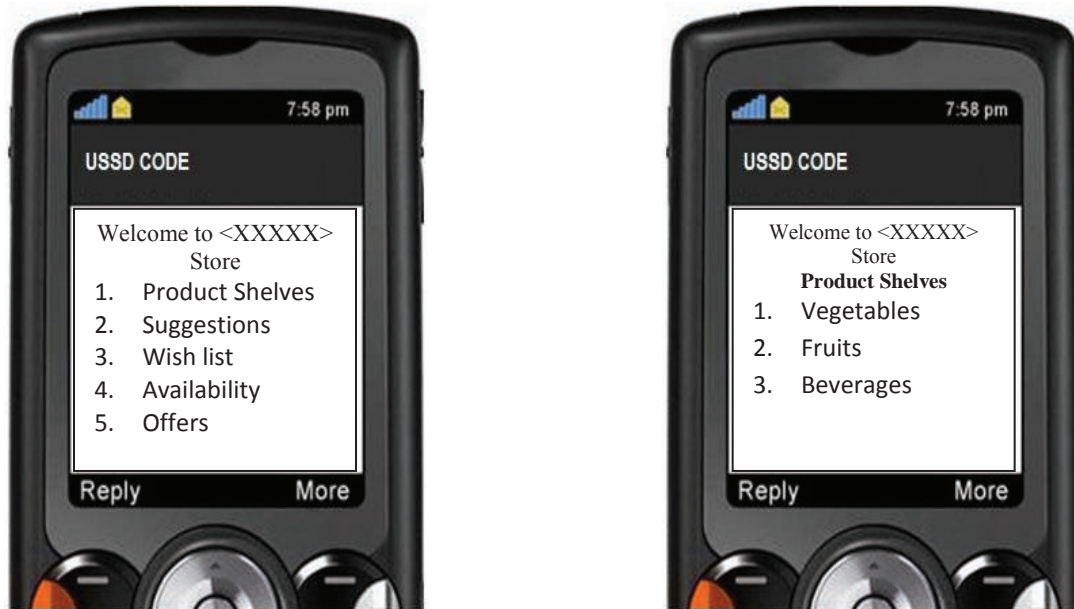 7:58 pm
USSD CODE
Welcome to <XXXXX>
Store
1. Product Shelves
2. Suggestions
3. Wish list
4. Availability
5. Offers
Reply More
7:58 pm
USSD CODE
Welcome to <XXXXX>
Store
Product Shelves
1. Vegetables
2. Fruits
3. Beverages
Reply More